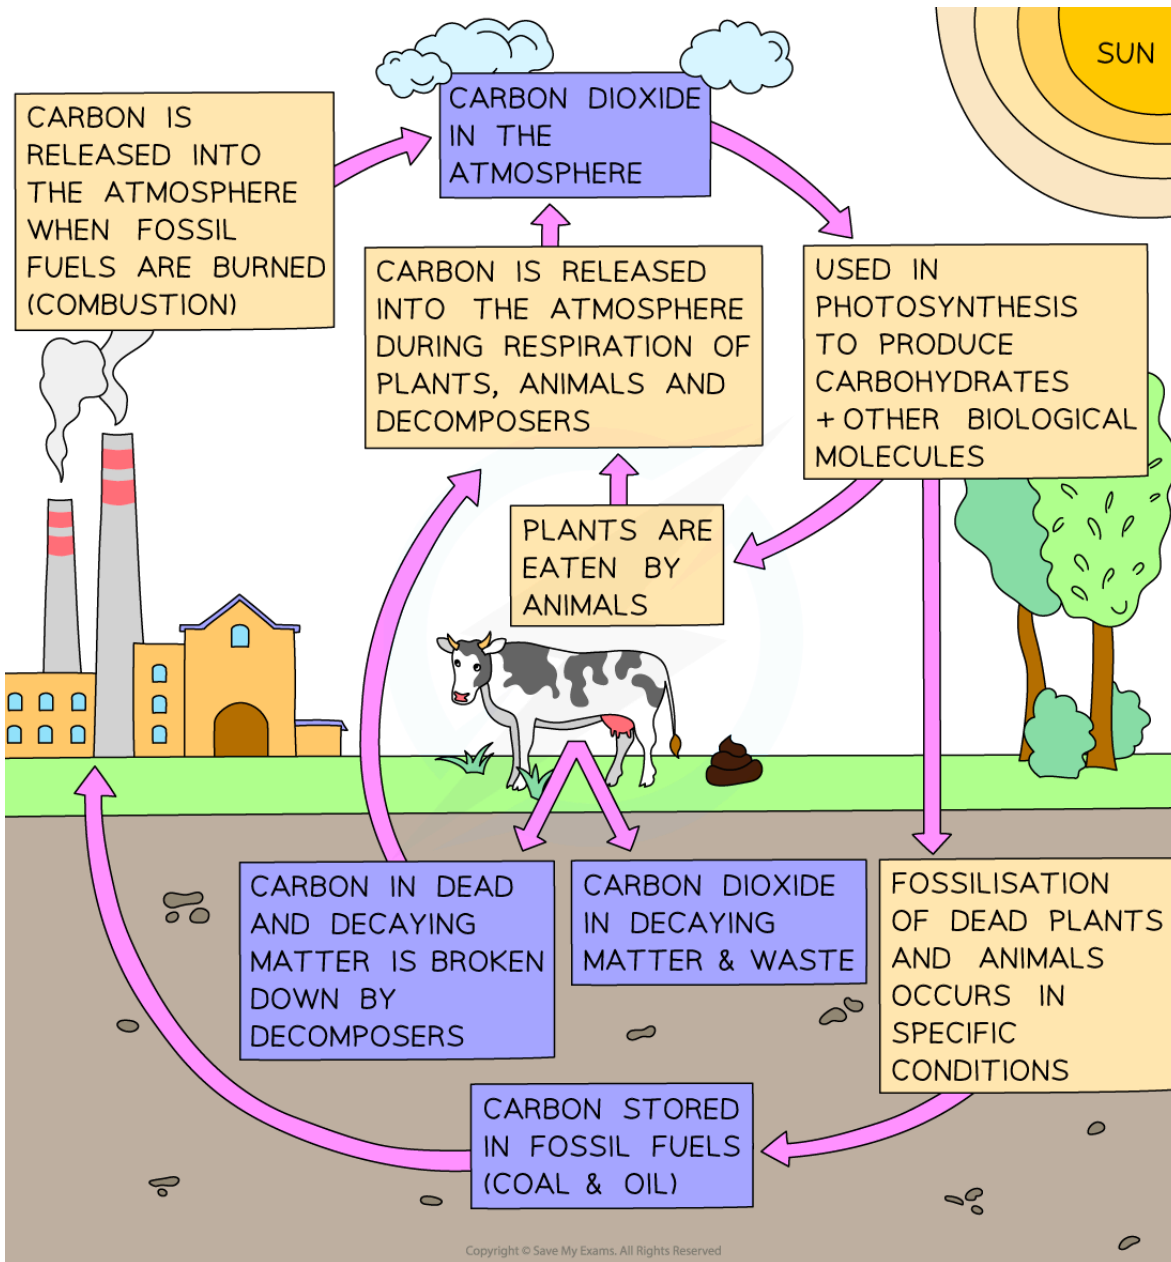 SUN
CARBON DIOXIDE
IN THE
ATMOSPHERE
CARBON IS
RELEASED INTO
THE ATMOSPHERE
WHEN FOSSIL
FUELS ARE BURNED
(COMBUSTION)
CARBON IS RELEASED
INTO THE ATMOSPHERE
DURING RESPIRATION OF
PLANTS, ANIMALS AND
DECOMPOSERS
USED IN
PHOTOSYNTHESIS
TO PRODUCE
CARBOHYDRATES
+ OTHER BIOLOGICAL
MOLECULES
PLANTS ARE
EATEN BY
ANIMALS
CARBON IN DEAD
AND DECAYING
MATTER IS BROKEN
DOWN BY
DECOMPOSERS
CARBON DIOXIDE
IN DECAYING
MATTER & WASTE
FOSSILISATION
OF DEAD PLANTS
AND ANIMALS
OCCURS IN
SPECIFIC
CONDITIONS
CARBON STORED
IN FOSSIL FUELS
(COAL & OIL)
Copyright © Save My Exams. All Rights Reserved